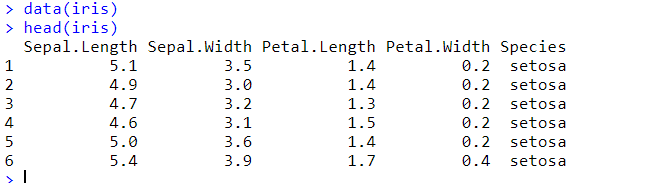 > data(iris)
> head(iris)
  Sepal.Length Sepal.Width Petal.Length Petal.Width Species
1          5.1         3.5          1.4         0.2  setosa
2          4.9         3.0          1.4         0.2  setosa
3          4.7         3.2          1.3         0.2  setosa
4          4.6         3.1          1.5         0.2  setosa
5          5.0         3.6          1.4         0.2  setosa
6          5.4         3.9          1.7         0.4  setosa
>